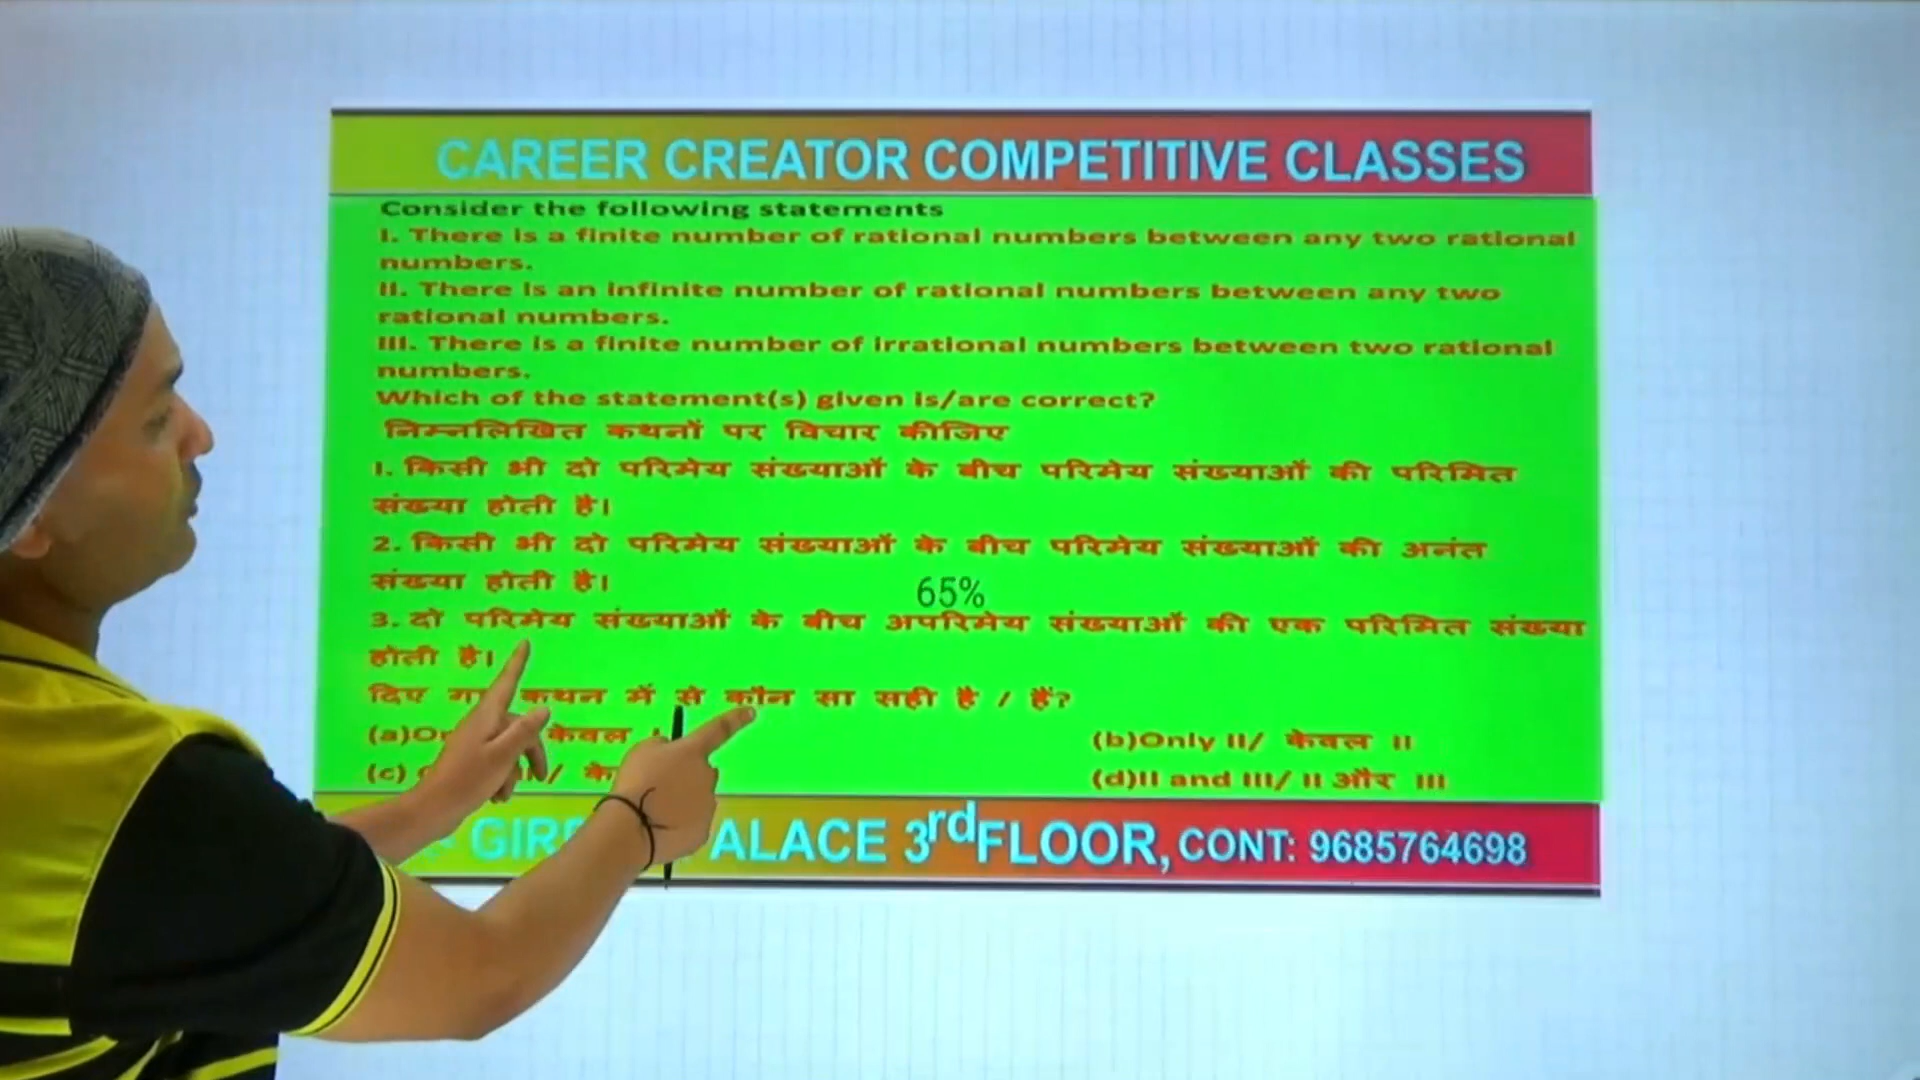 CAREER CREATOR COMPETITIVE CLASSES
Consider the following statements
I. There is a finite number of rational numbers between any two rational
numbers.
II. There is an infinite number of rational numbers between any two
rational numbers.
III. There is a finite number of irrational numbers between two rational
numbers.
Which of the statement(s) given is/are correct?
निम्नलिखित कथनों पर विचार कीजिए
1. किसी भी दो परिमेय संख्याओं के बीच परिमेय संख्याओं की परिमित
संख्या होती है।
2. किसी भी दो परिमेय संख्याओं के बीच परिमेय संख्याओं की अनंत
संख्या होती है।
65%
3. दो परिमेय संख्याओं के बीच अपरिमेय संख्याओं की एक परिमित संख्या
होती है।
दिए कथन में से कौन सा सही है / हैं?
(a) केवल (b)Only II/ केवल II
(c) (d)II and III/ II और III
3rd FLOOR, CONT: 9685764698